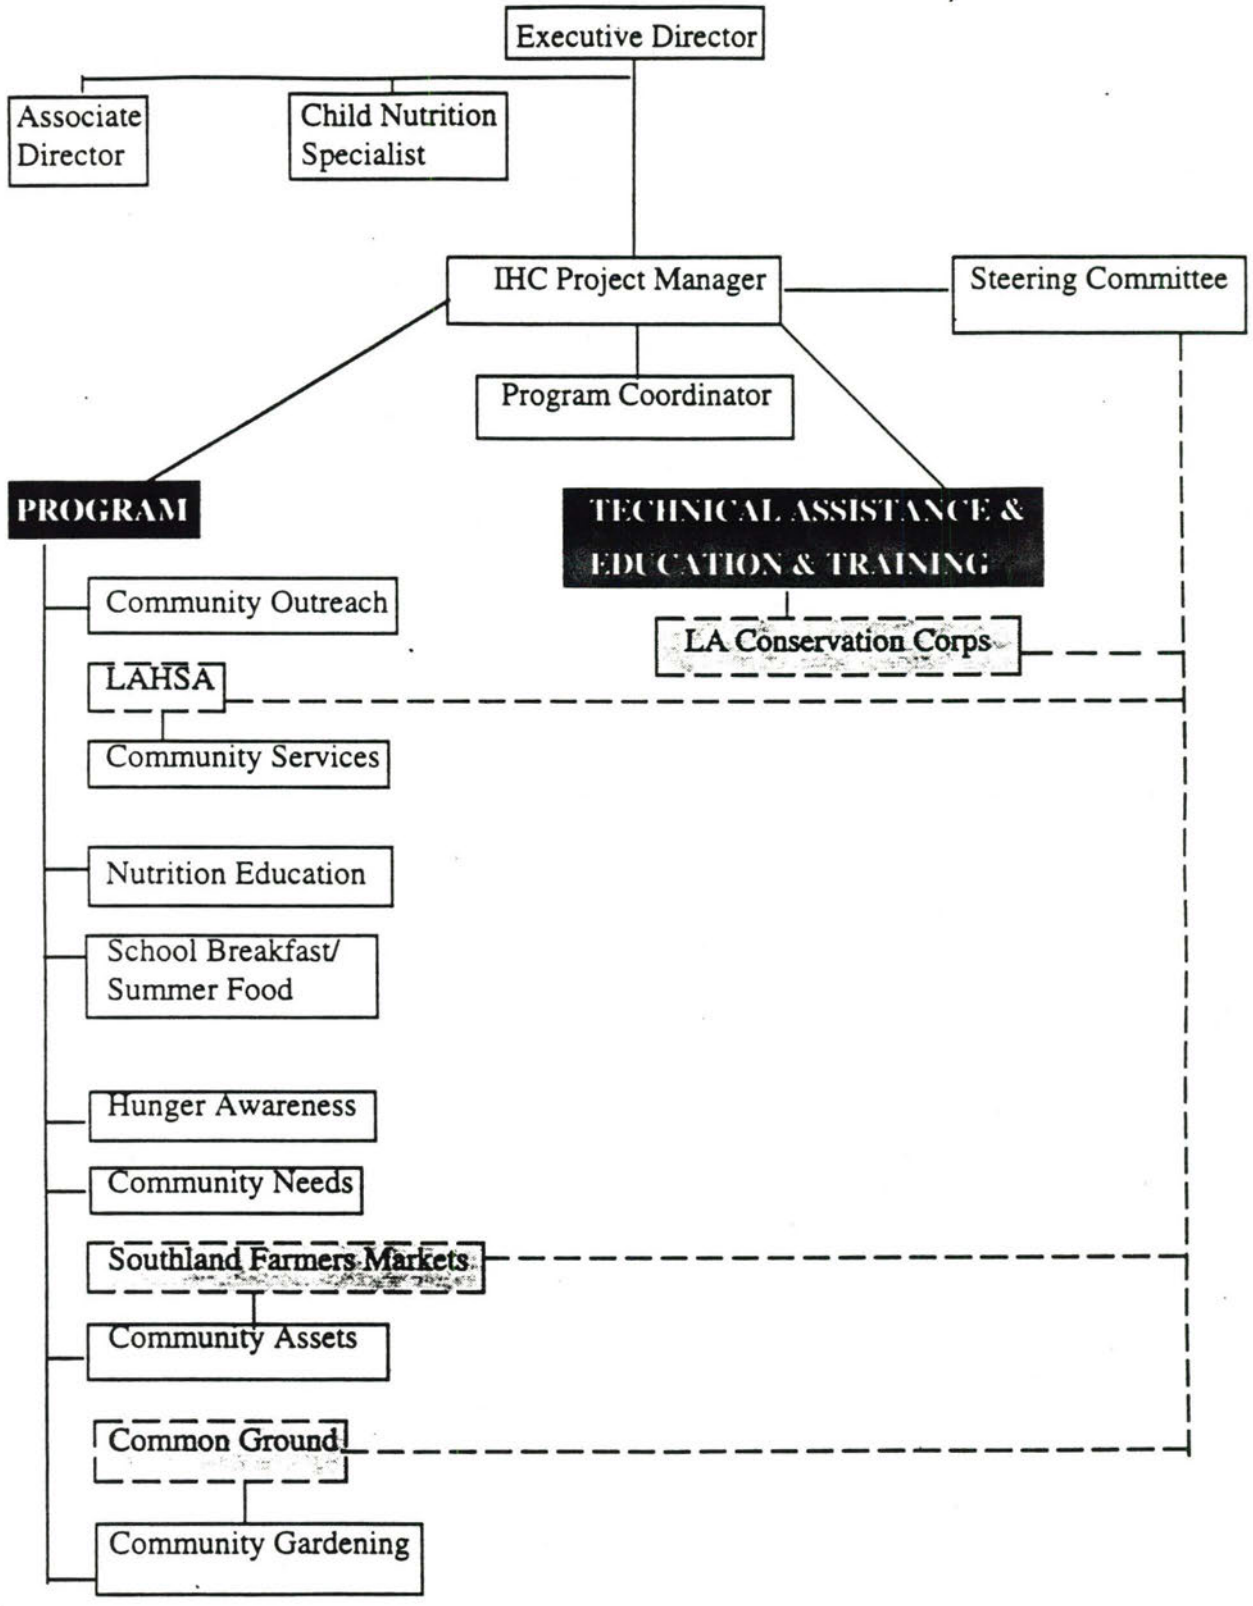 Executive Director
Associate
Director
Child Nutrition
Specialist
IHC Project Manager
Steering Committee
Program Coordinator
PROGRAM
TECHNICAL ASSISTANCE &
EDUCATION & TRAINING
Community Outreach
LA Conservation Corps
LAHSA
Community Services
Nutrition Education
School Breakfast/
Summer Food
Hunger Awareness
Community Needs
Southland Farmers Markets
Community Assets
Common Ground
Community Gardening